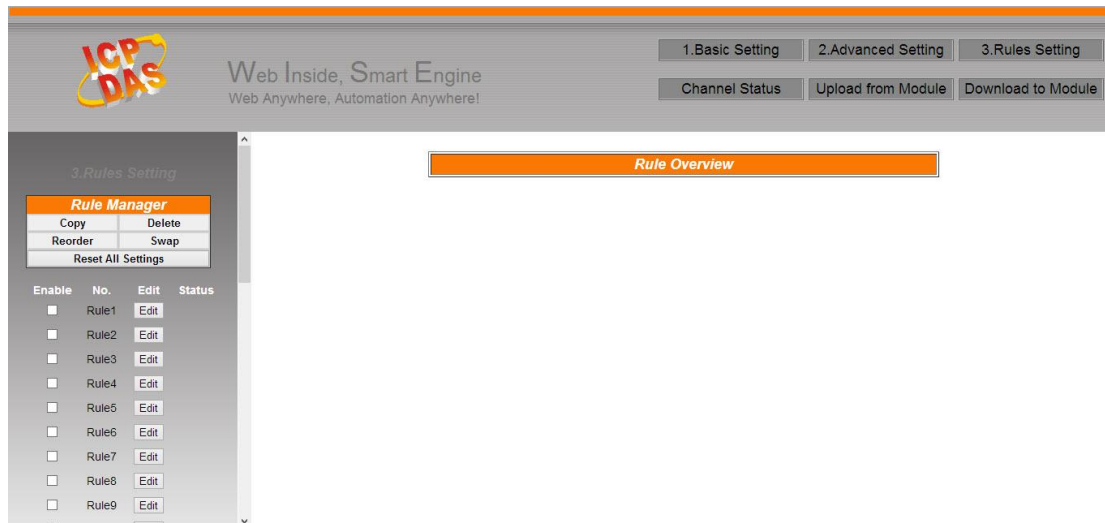 ICP
DAS
Web Inside, Smart Engine
Web Anywhere, Automation Anywhere!
1.Basic Setting 2.Advanced Setting 3.Rules Setting
Channel Status Upload from Module Download to Module
3.Rules Setting
Rule Manager
Copy Delete
Reorder Swap
Reset All Settings
Enable No. Edit Status
Rule1 Edit
Rule2 Edit
Rule3 Edit
Rule4 Edit
Rule5 Edit
Rule6 Edit
Rule7 Edit
Rule8 Edit
Rule9 Edit
Rule Overview